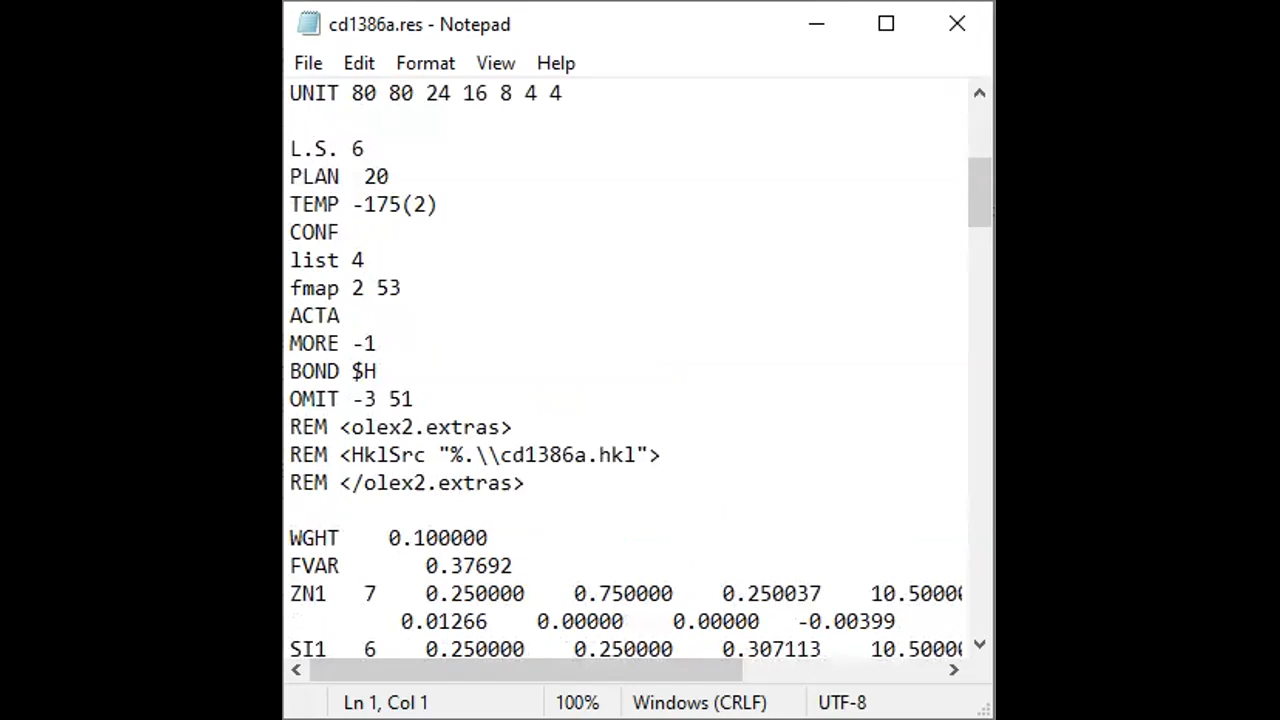 cd1386a.res - Notepad
File Edit Format View Help
UNIT 80 80 24 16 8 4 4
L.S. 6
PLAN  20
TEMP -175(2)
CONF
list 4
fmap 2 53
ACTA
MORE -1
BOND $H
OMIT -3 51
REM <olex2.extras>
REM <HklSrc "%.\\cd1386a.hkl">
REM </olex2.extras>
WGHT    0.100000
FVAR       0.37692
ZN1   7    0.250000    0.750000    0.250037    10.50000
0.01266    0.00000    0.00000   -0.00399
SI1   6    0.250000    0.250000    0.307113    10.50000
Ln 1, Col 1 100% Windows (CRLF) UTF-8